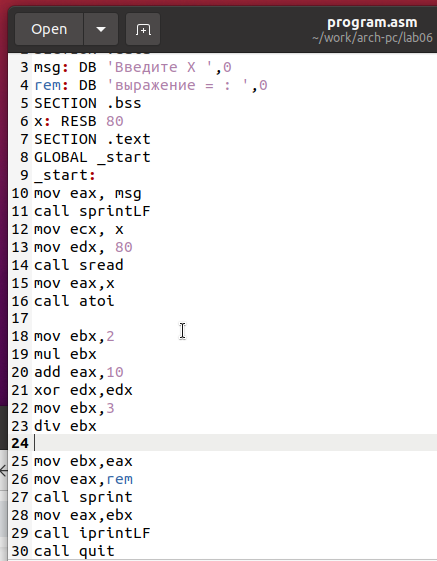 Open
program.asm
~/work/arch-pc/lab06
3 msg: DB 'Введите X ',0
4 rem: DB 'выражение = : ',0
5 SECTION .bss
6 x: RESB 80
7 SECTION .text
8 GLOBAL _start
9 _start:
10 mov eax, msg
11 call sprintLF
12 mov ecx, x
13 mov edx, 80
14 call sread
15 mov eax,x
16 call atoi
17
18 mov ebx,2
19 mul ebx
20 add eax,10
21 xor edx,edx
22 mov ebx,3
23 div ebx
24
25 mov ebx,eax
26 mov eax,rem
27 call sprint
28 mov eax,ebx
29 call iprintLF
30 call quit